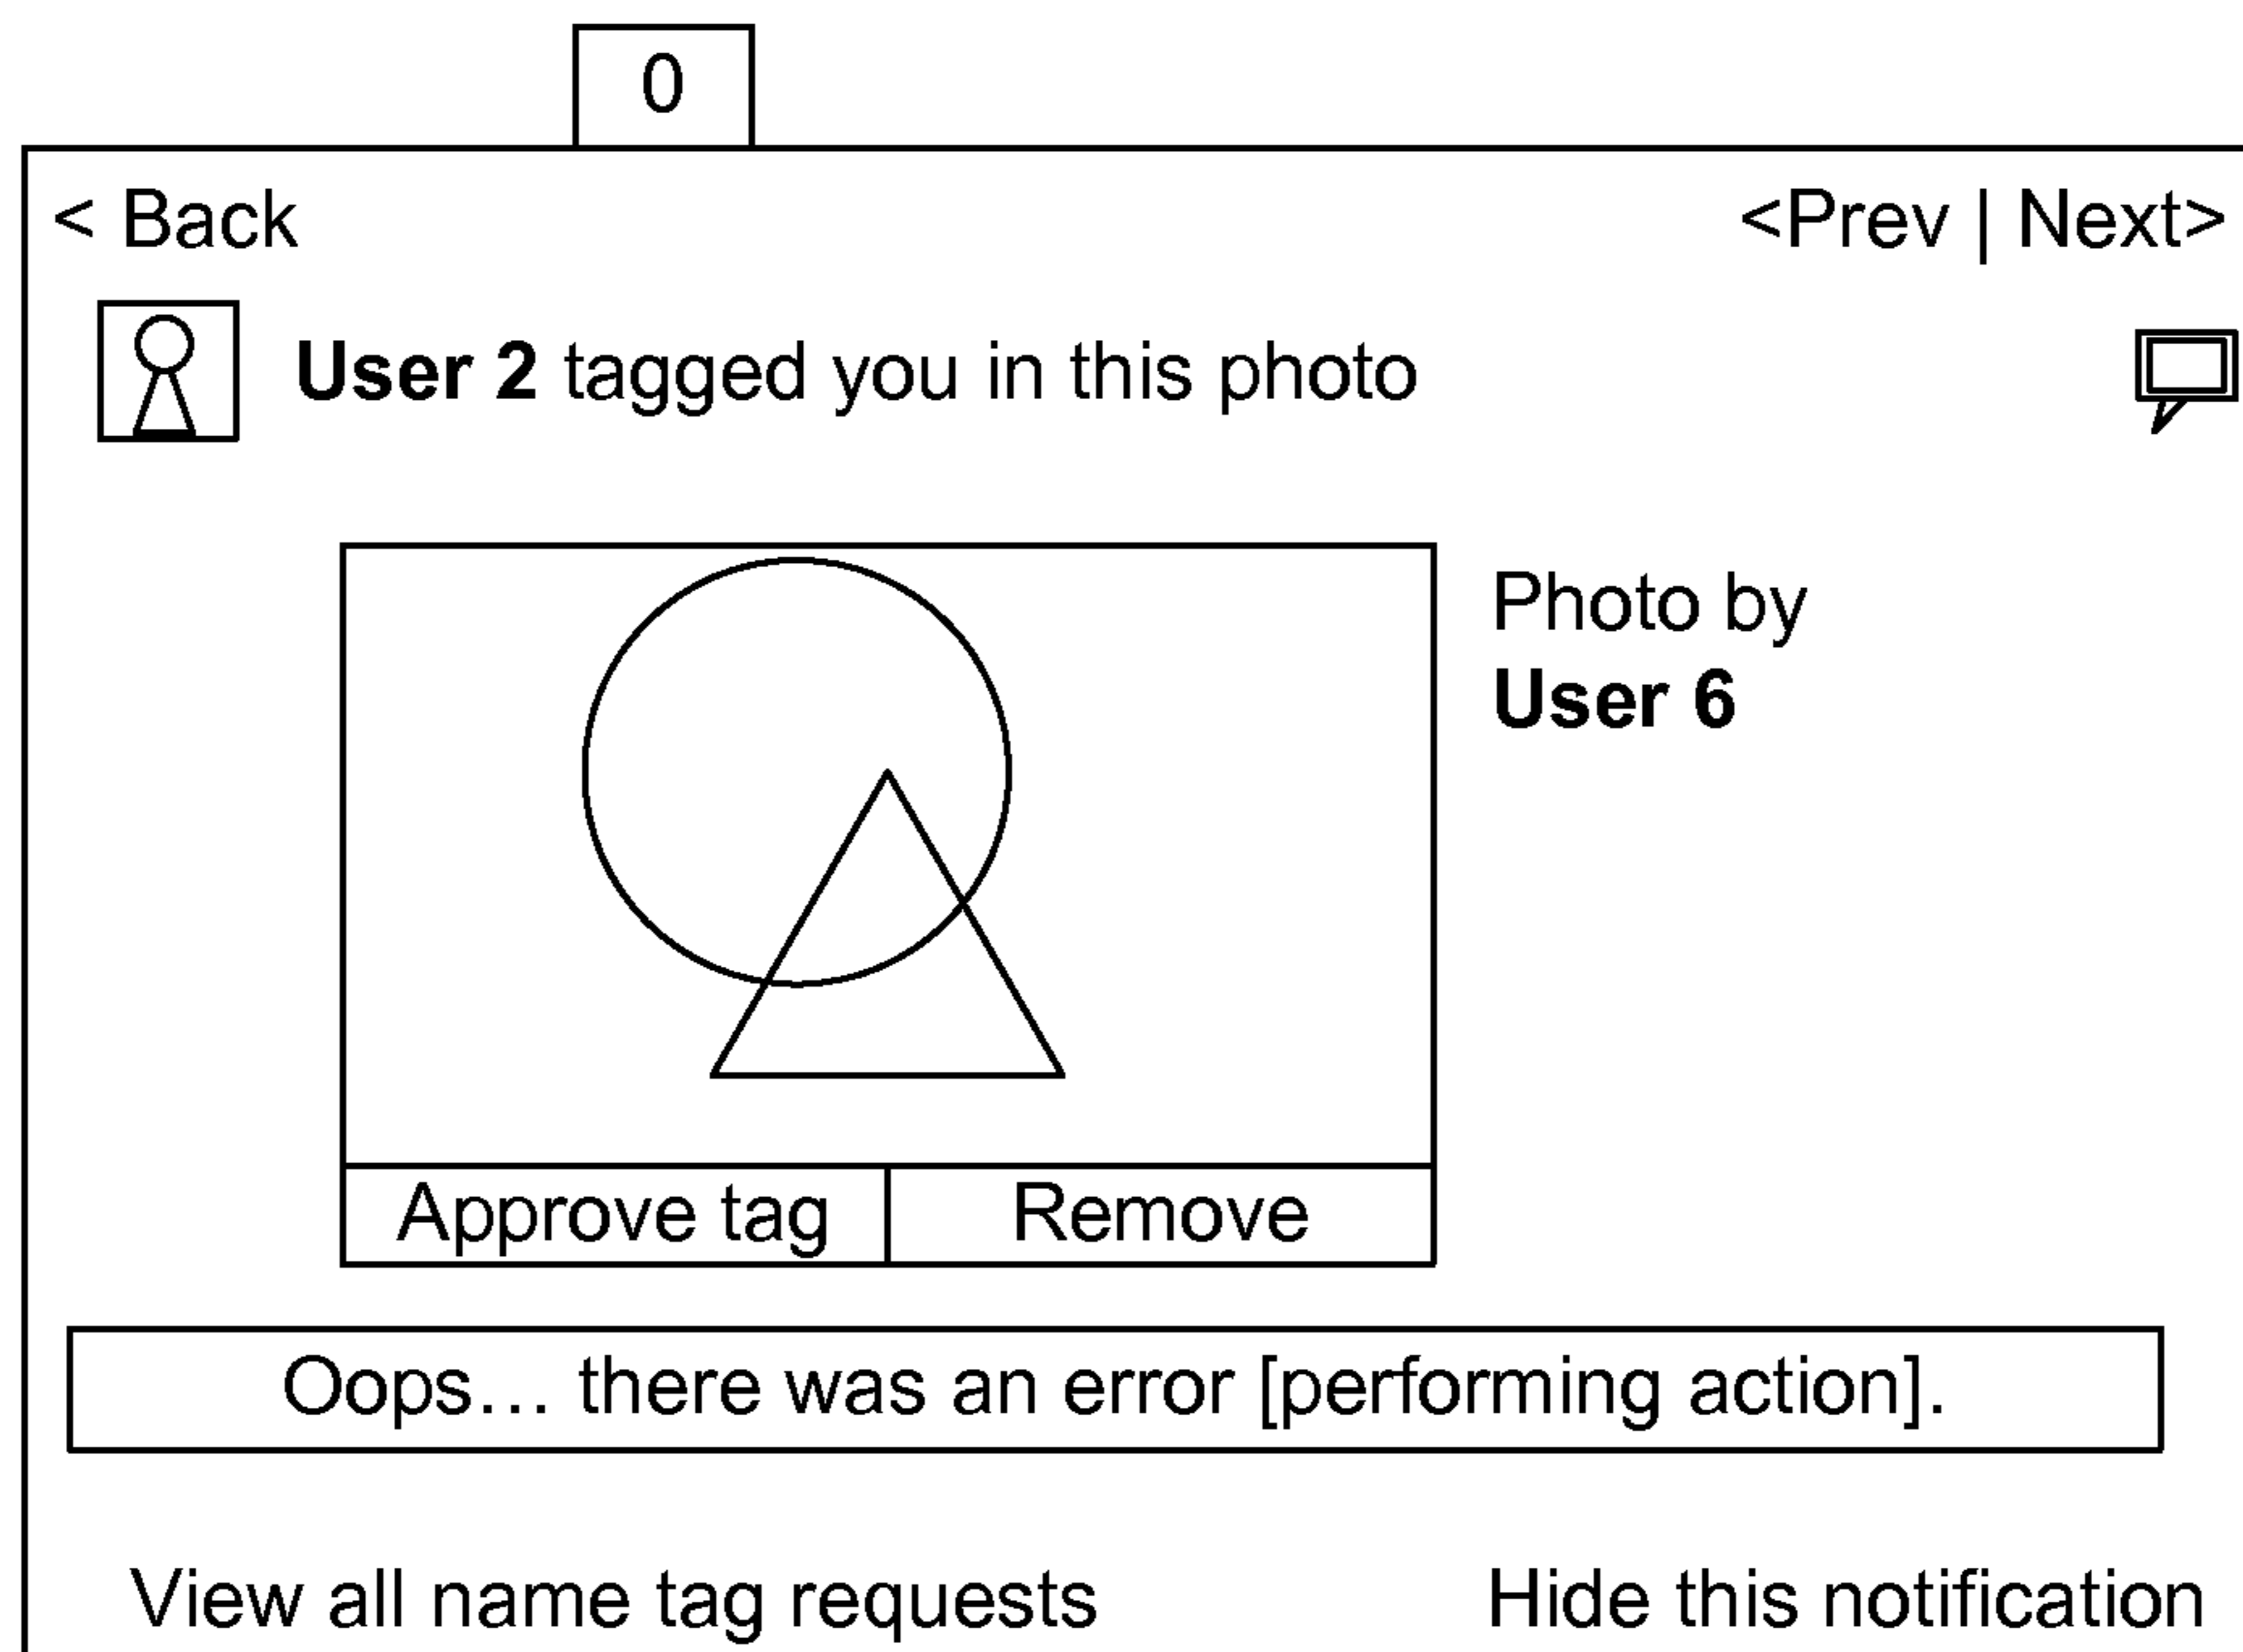 0
< Back <Prev | Next>
User 2 tagged you in this photo
Photo by
User 6
Approve tag Remove
Oops... there was an error [performing action].
View all name tag requests Hide this notification